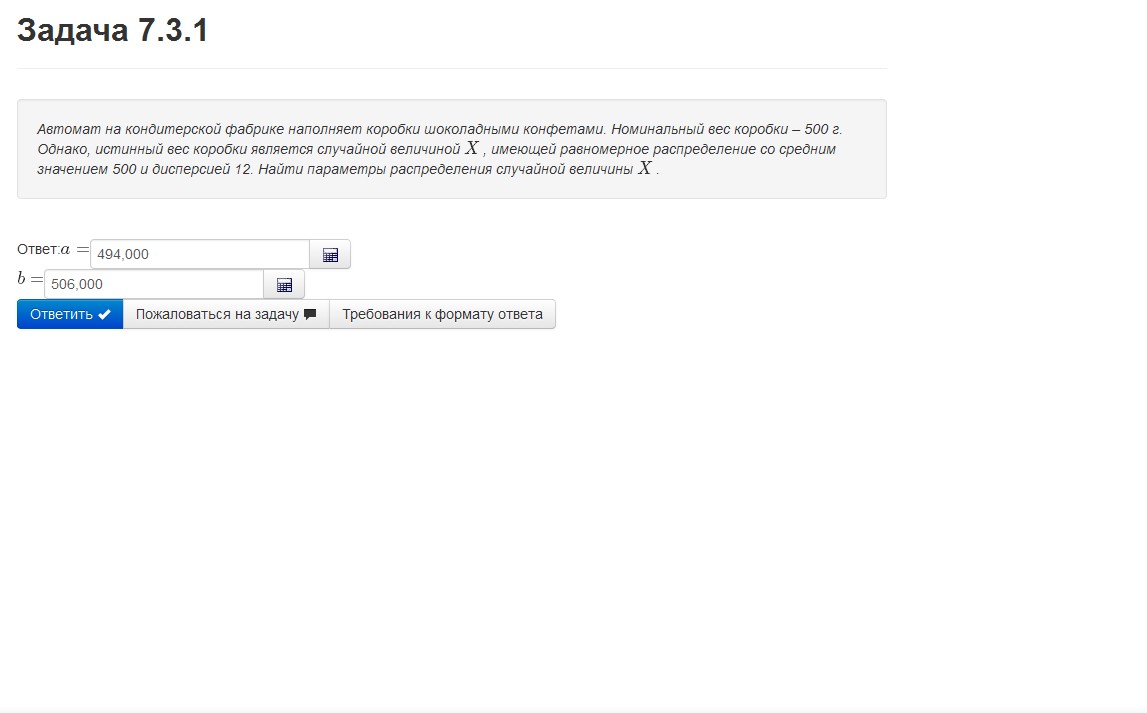 Задача 7.3.1
Автомат на кондитерской фабрике наполняет коробки шоколадными конфетами. Номинальный вес коробки – 500 г.
Однако, истинный вес коробки является случайной величиной X , имеющей равномерное распределение со средним
значением 500 и дисперсией 12. Найти параметры распределения случайной величины X .
Ответ:a = 494,000
b = 506,000
Ответить Пожаловаться на задачу Требования к формату ответа